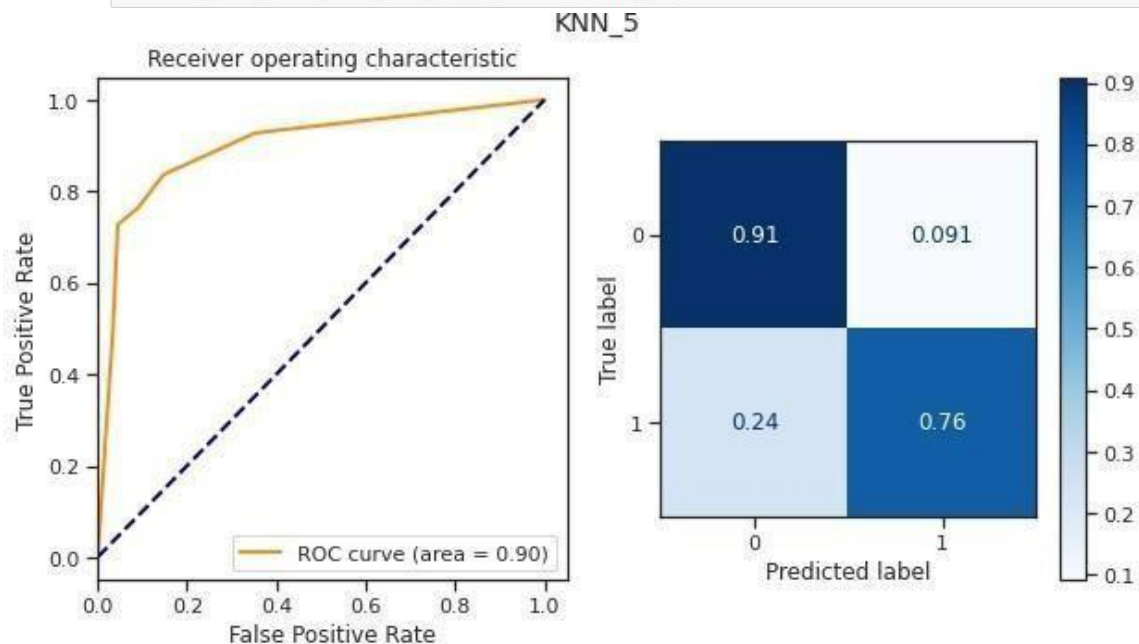 KNN_5
Receiver operating characteristic
1.0
0.8
0.6
0.4
0.2
0.0
True Positive Rate
ROC curve (area = 0.90)
0.0 0.2 0.4 0.6 0.8 1.0
False Positive Rate
True label
0
1
0.91 0.091
0.24 0.76
0 1
Predicted label
0.9
0.8
0.7
0.6
0.5
0.4
0.3
0.2
0.1